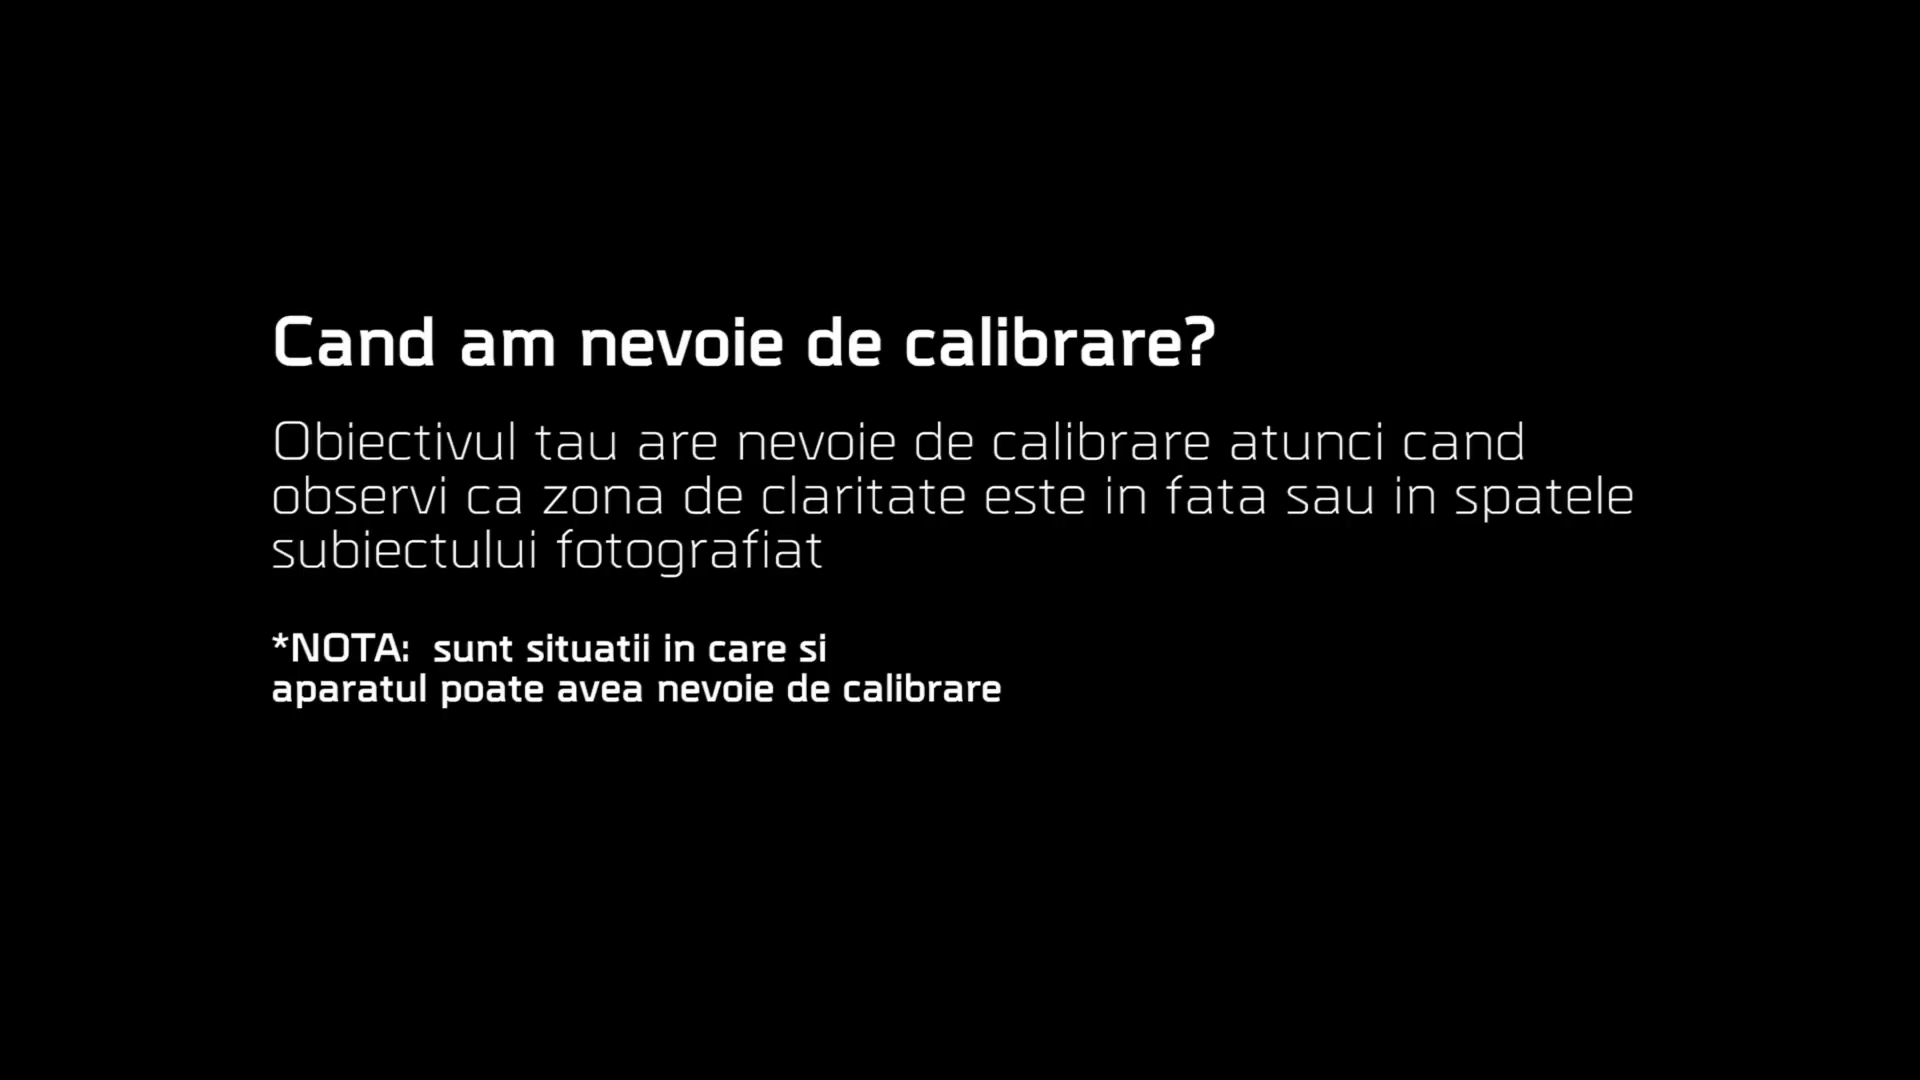 Cand am nevoie de calibrare?
Obiectivul tau are nevoie de calibrare atunci cand
observi ca zona de claritate este in fata sau in spatele
subiectului fotografiat
*NOTA:  sunt situatii in care si
aparatul poate avea nevoie de calibrare